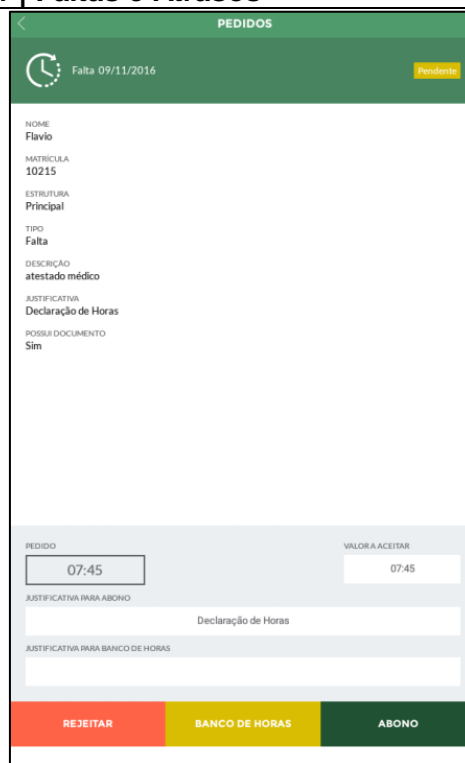 | Faltas e Atrasos
PEDIDOS
Falta 09/11/2016
Pendente
NOME
Flavio
MATRÍCULA
10215
ESTRUTURA
Principal
TIPO
Falta
DESCRIÇÃO
atestado médico
JUSTIFICATIVA
Declaração de Horas
POSSUI DOCUMENTO
Sim
PEDIDO
VALOR A ACEITAR
07:45
07:45
JUSTIFICATIVA PARA ABONO
Declaração de Horas
JUSTIFICATIVA PARA BANCO DE HORAS
REJEITAR
BANCO DE HORAS
ABONO